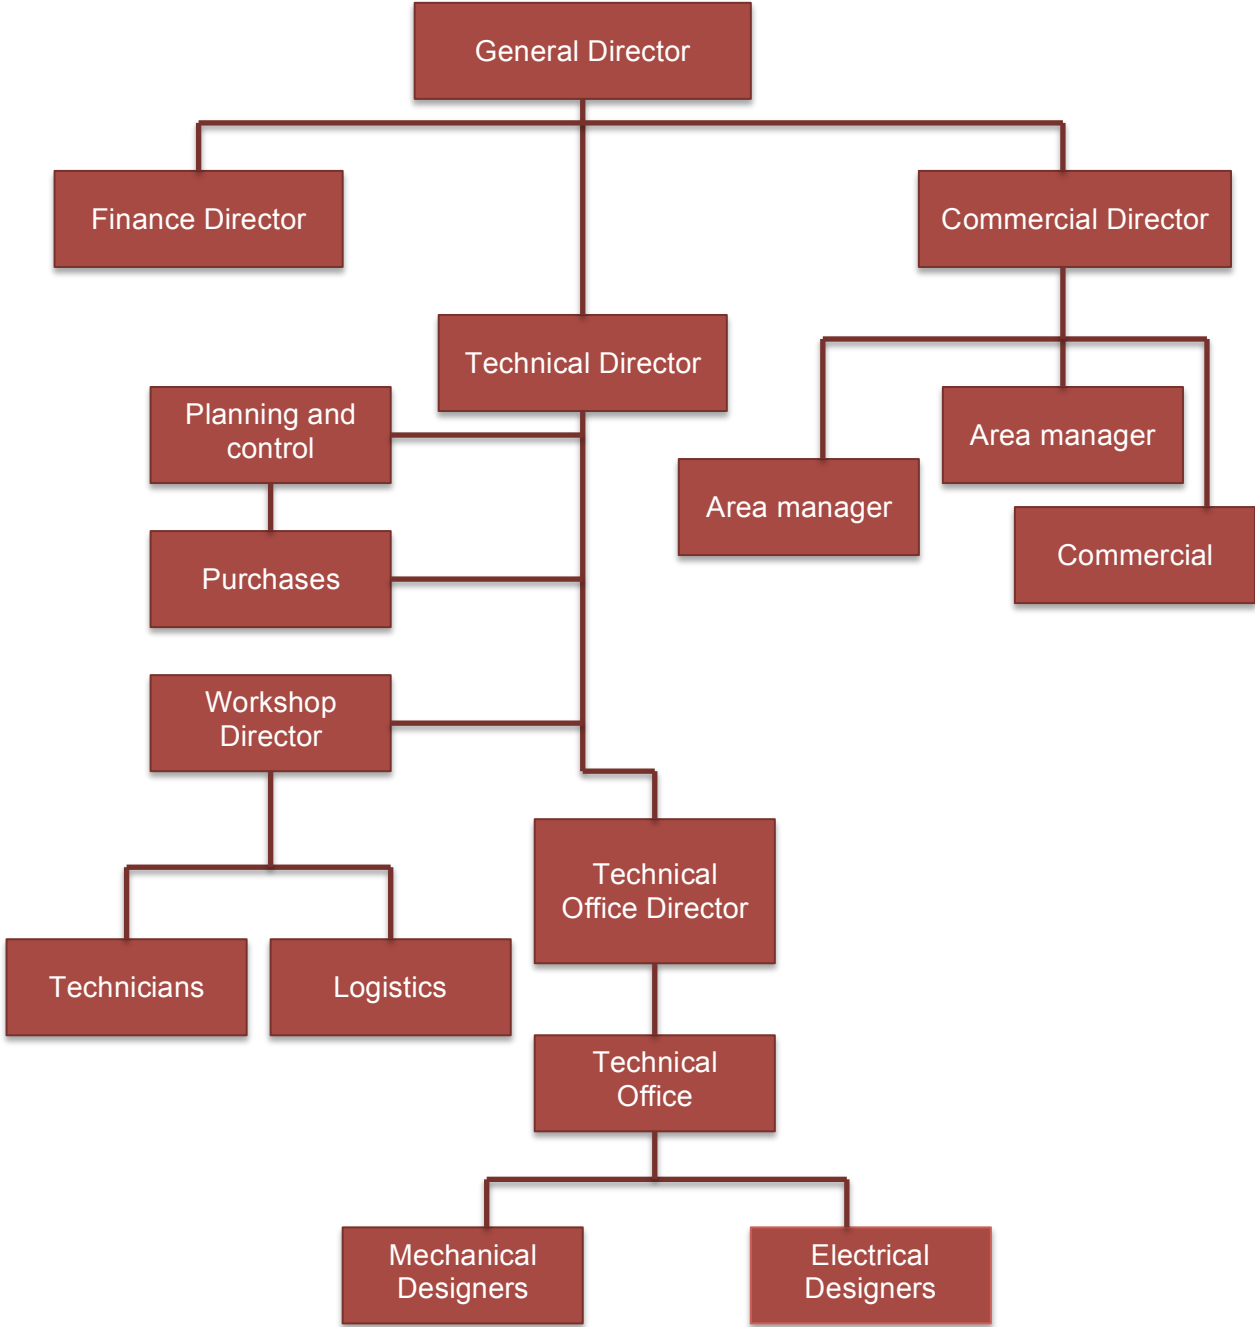 General Director
Finance Director
Commercial Director
Technical Director
Planning and
control
Area manager
Area manager
Commercial
Purchases
Workshop
Director
Technical
Office Director
Technicians
Logistics
Technical
Office
Mechanical
Designers
Electrical
Designers